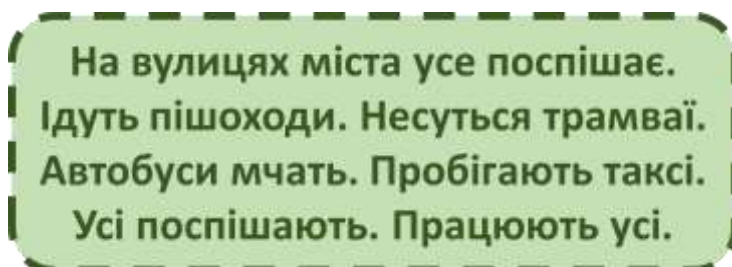 На вулицях міста усе поспішає.
Ідуть пішоходи. Несуться трамваї.
Автобуси мчать. Пробігають таксі.
Усі поспішають. Працюють усі.